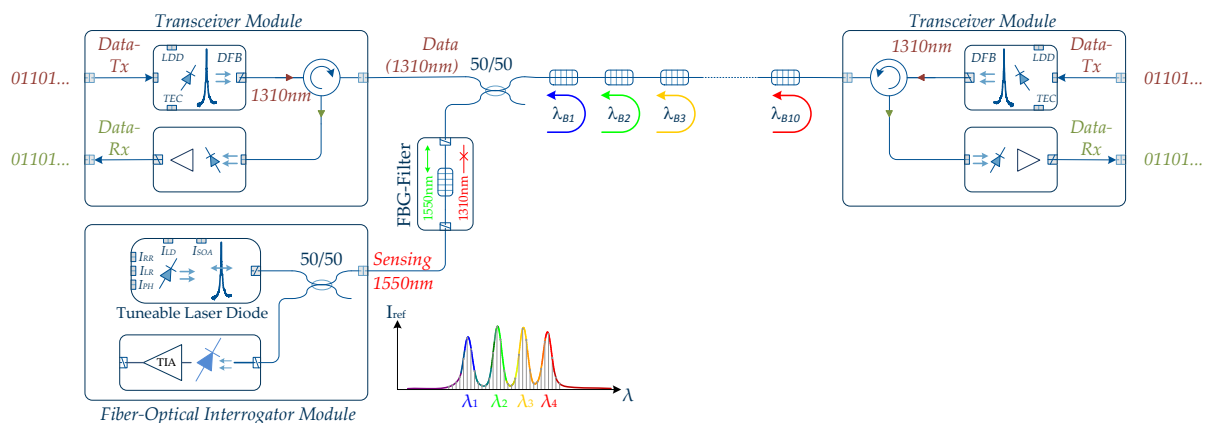 Transceiver Module
Transceiver Module
Data-
Tx
LDD
DFB
TEC
1310nm
01101...
Data
(1310nm)
50/50
1310nm
DFB
LDD
TEC
Data-
Tx
01101...
λB1
λB2
λB3
λB10
Data-
Rx
01101...
Data-
Rx
01101...
FBG-Filter
1550nm
1310nm
IRR
ILR
IPH
ILD
ISOA
50/50
Sensing
1550nm
Tuneable Laser Diode
TIA
Iref
λ1
λ2
λ3
λ4
λ
Fiber-Optical Interrogator Module